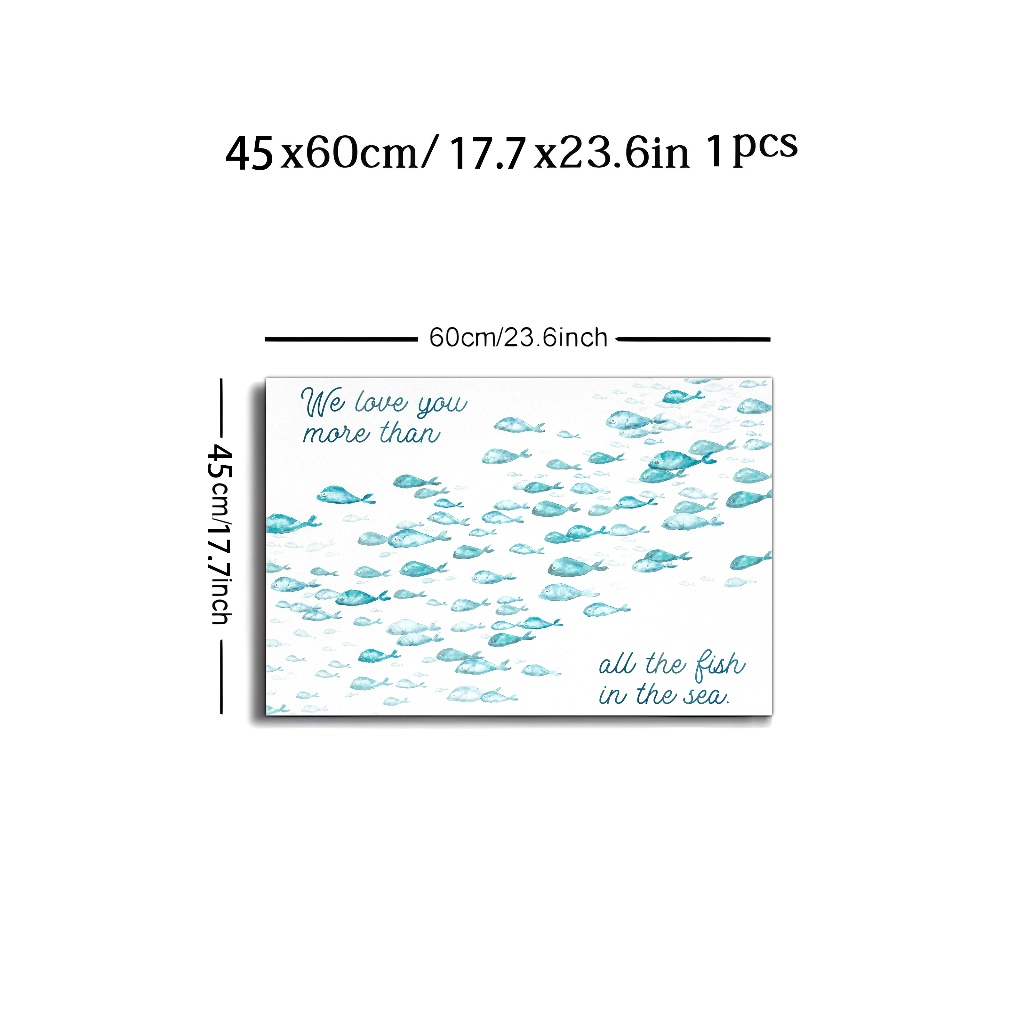 45x60cm/ 17.7x23.6in 1pcs
60cm/23.6inch
45cm/17.7inch
We love you
more than
all the fish
in the sea.